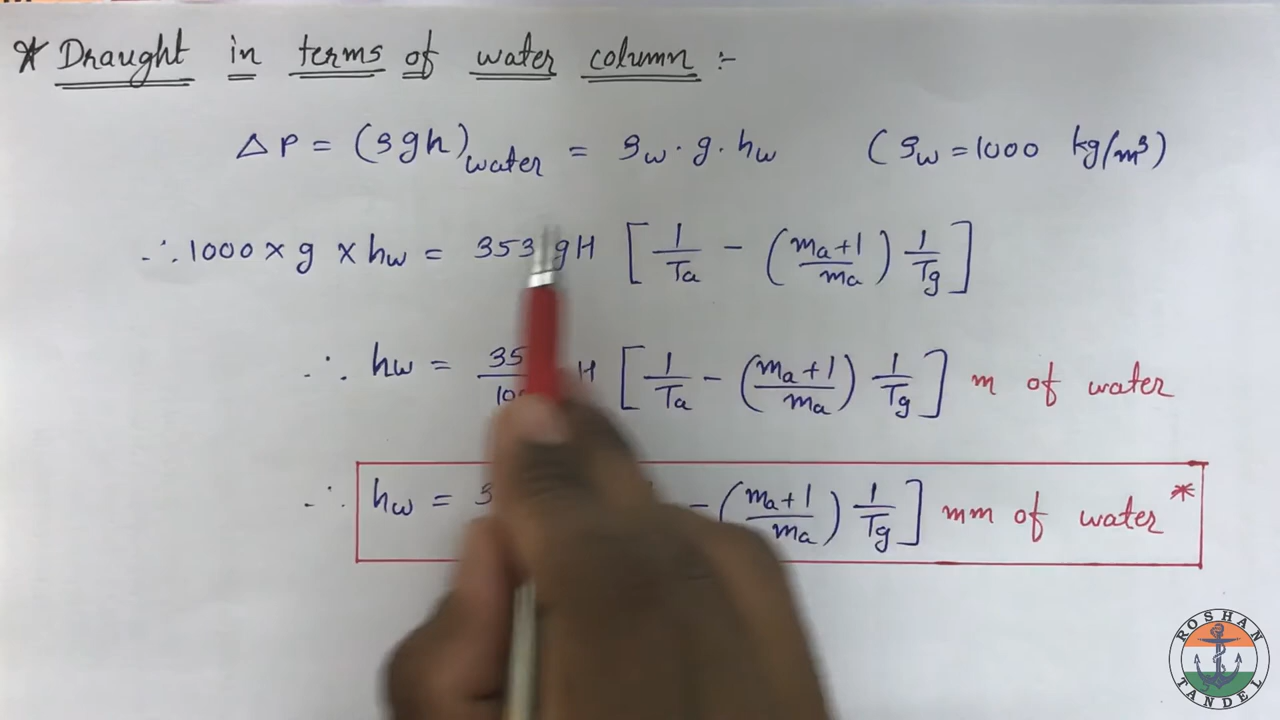 * Draught in terms of water column :-
ΔP = (ρgh)water = ρw · g · hw (ρw = 1000 kg/m³)
∴ 1000 × g × hw = 353 gH [1/Ta - (ma+1/ma) 1/Tg]
∴ hw = H [1/Ta - (ma+1/ma) 1/Tg] m of water
∴ hw = - (ma+1/ma) 1/Tg] mm of water *
ROSHAN
TANDEL